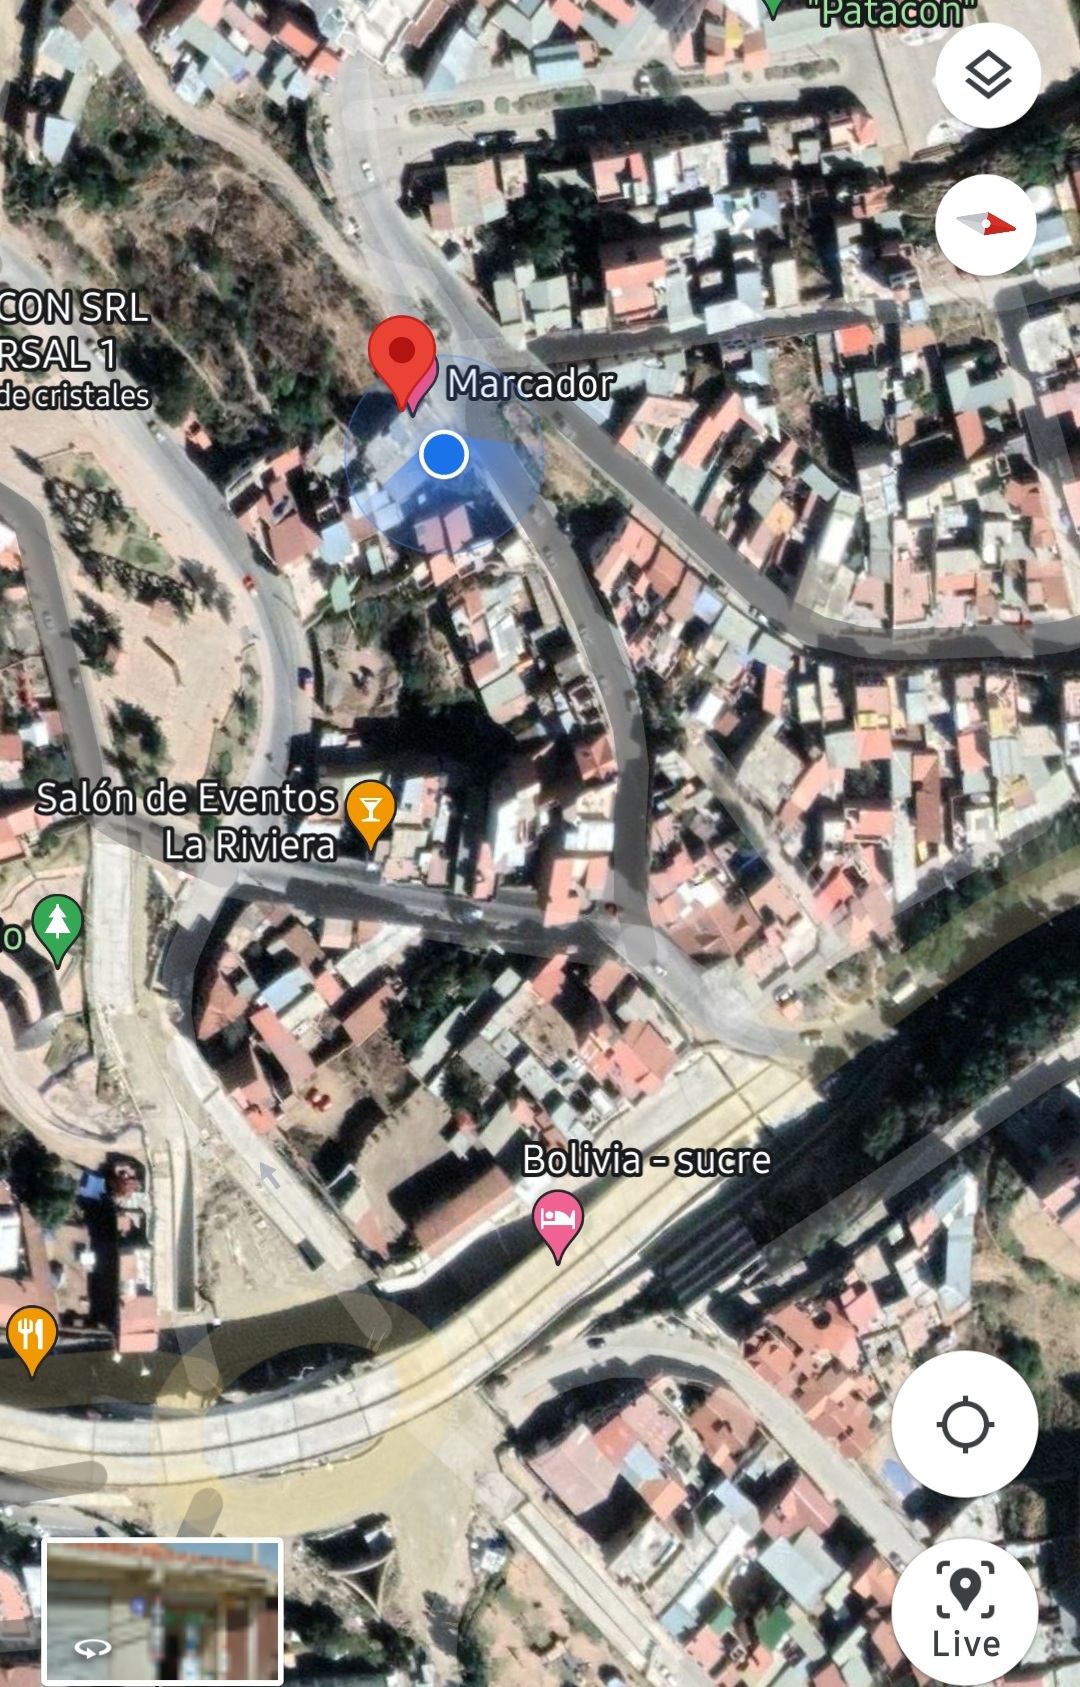 "Patacon"
CON SRL
RSAL 1
de cristales
Marcador
Salón de Eventos
La Riviera
o
Bolivia - sucre
Live